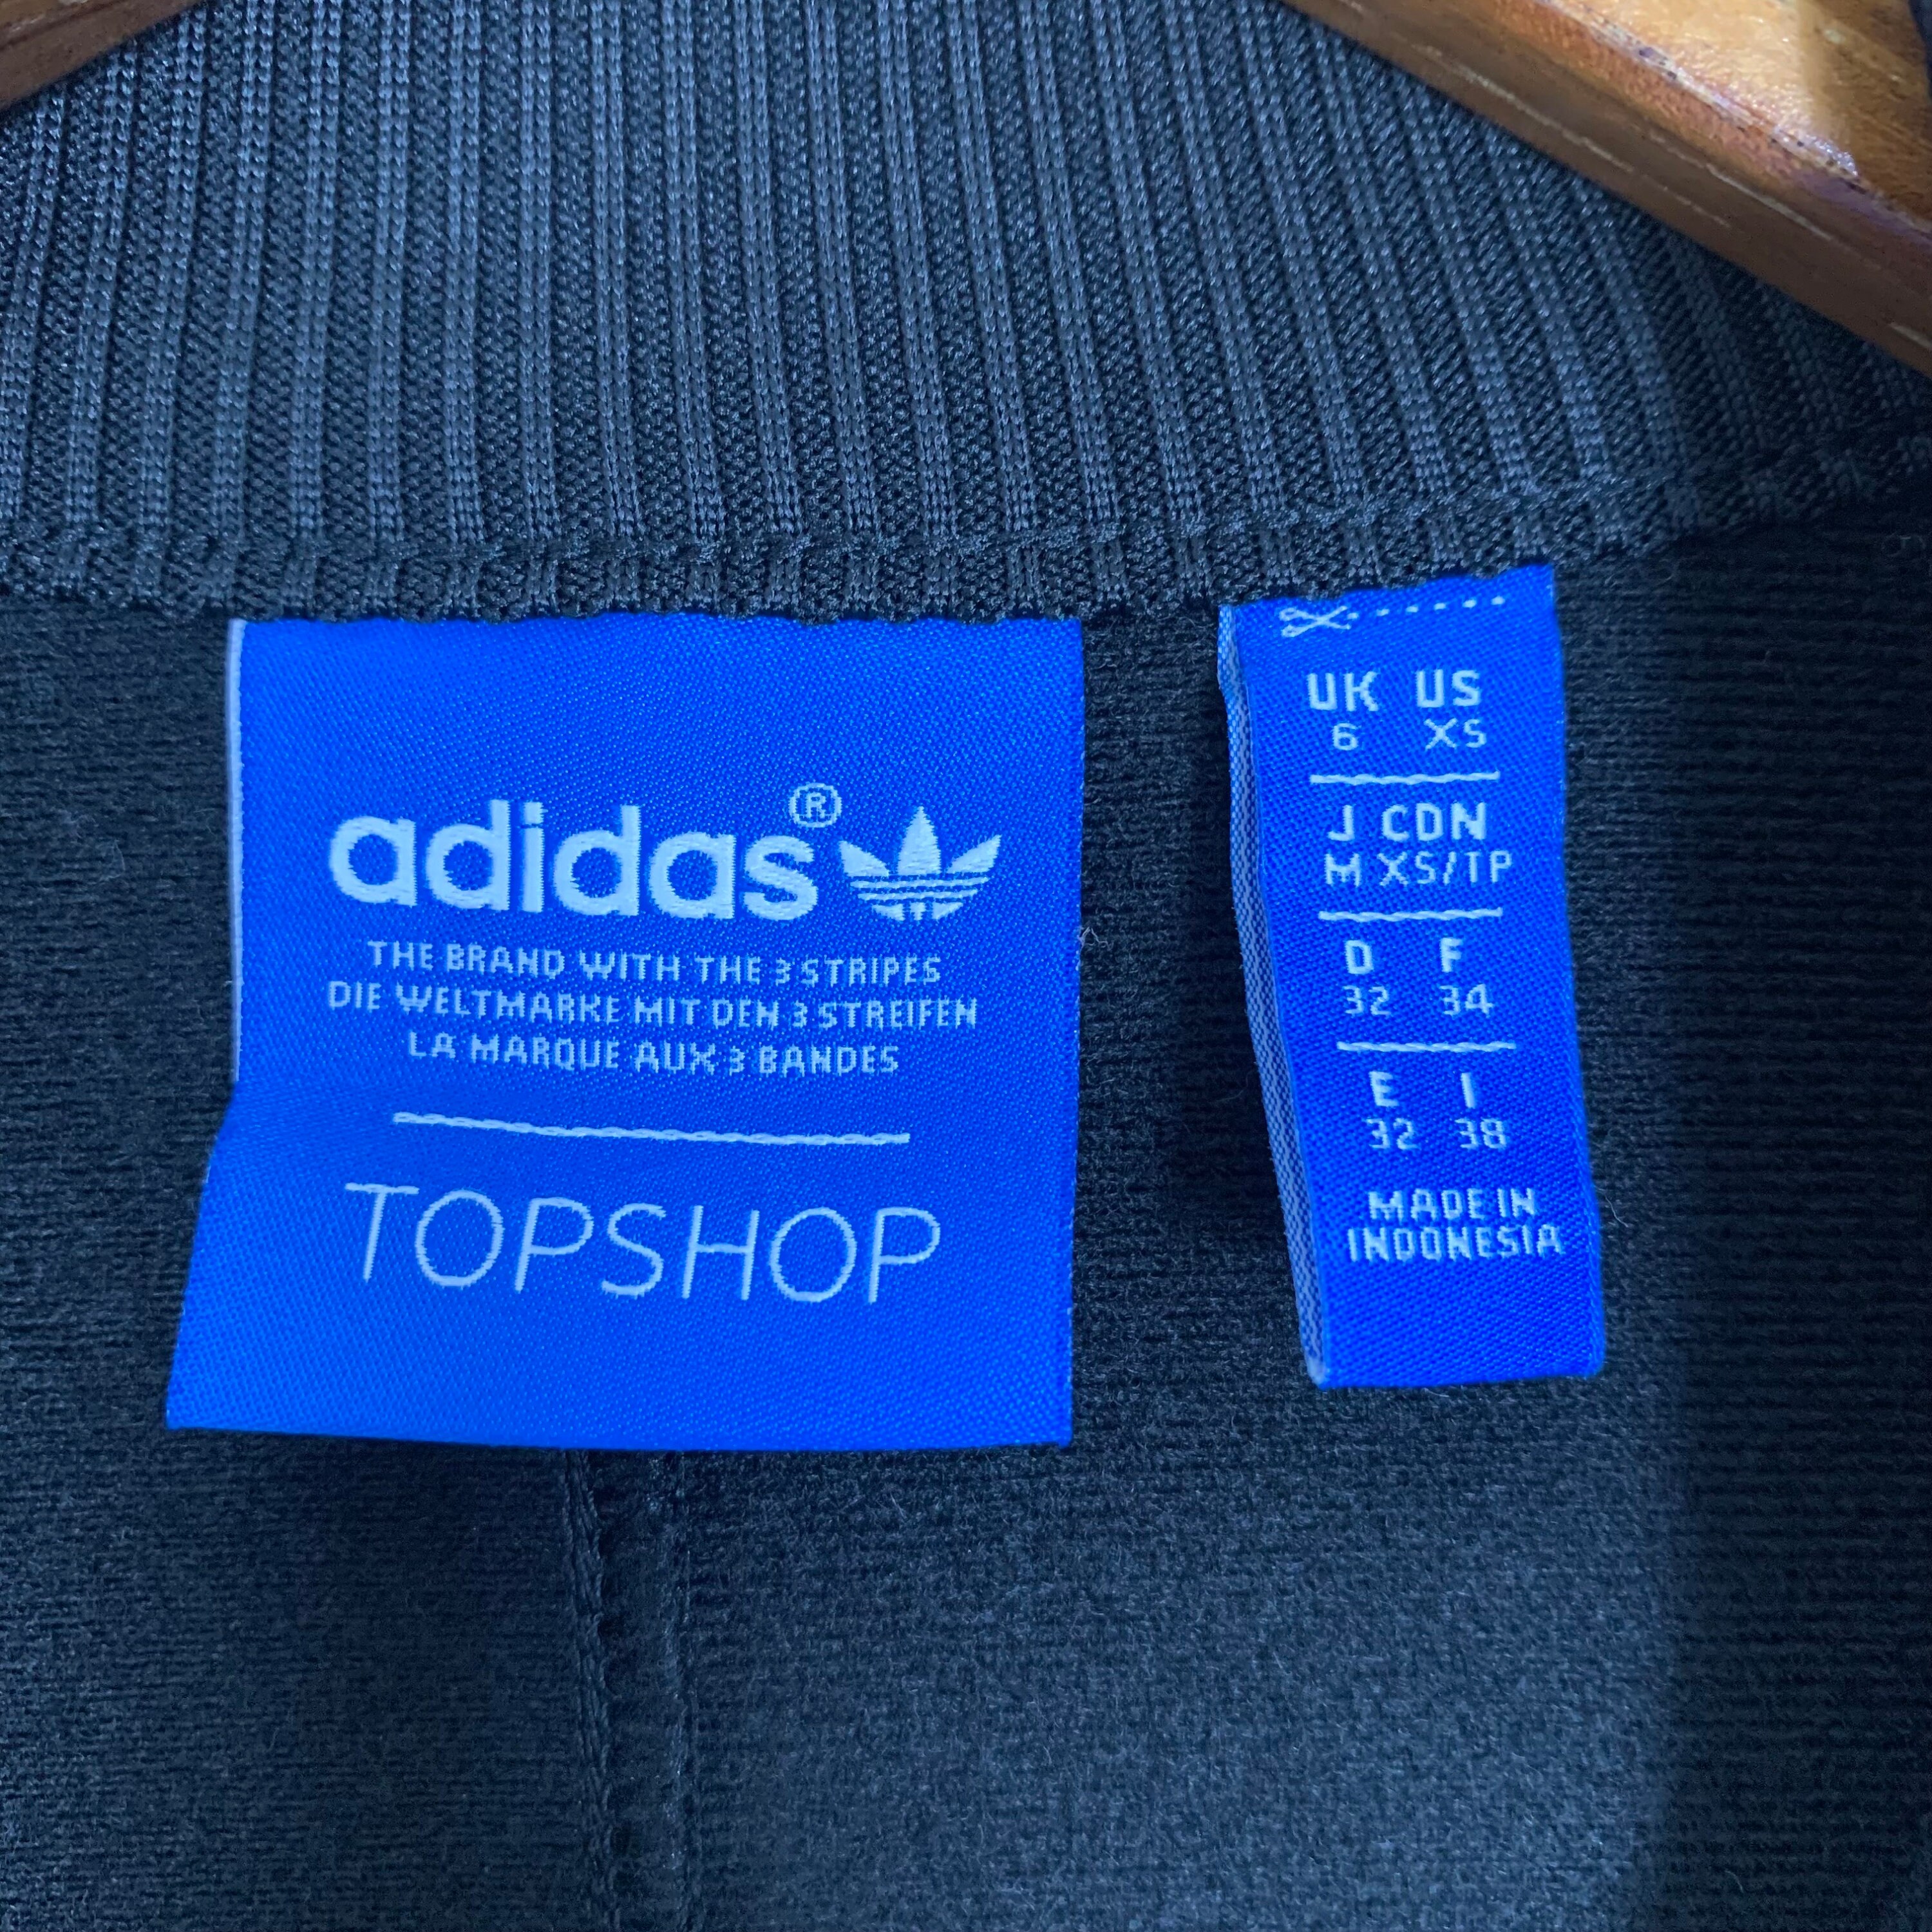 adidas®
THE BRAND WITH THE 3 STRIPES
DIE WELTMARKE MIT DEN 3 STREIFEN
LA MARQUE AUX 3 BANDES
TOPSHOP
UK US
6 XS
J CDN
M XS/TP
D F
32 34
E I
32 38
MADE IN
INDONESIA